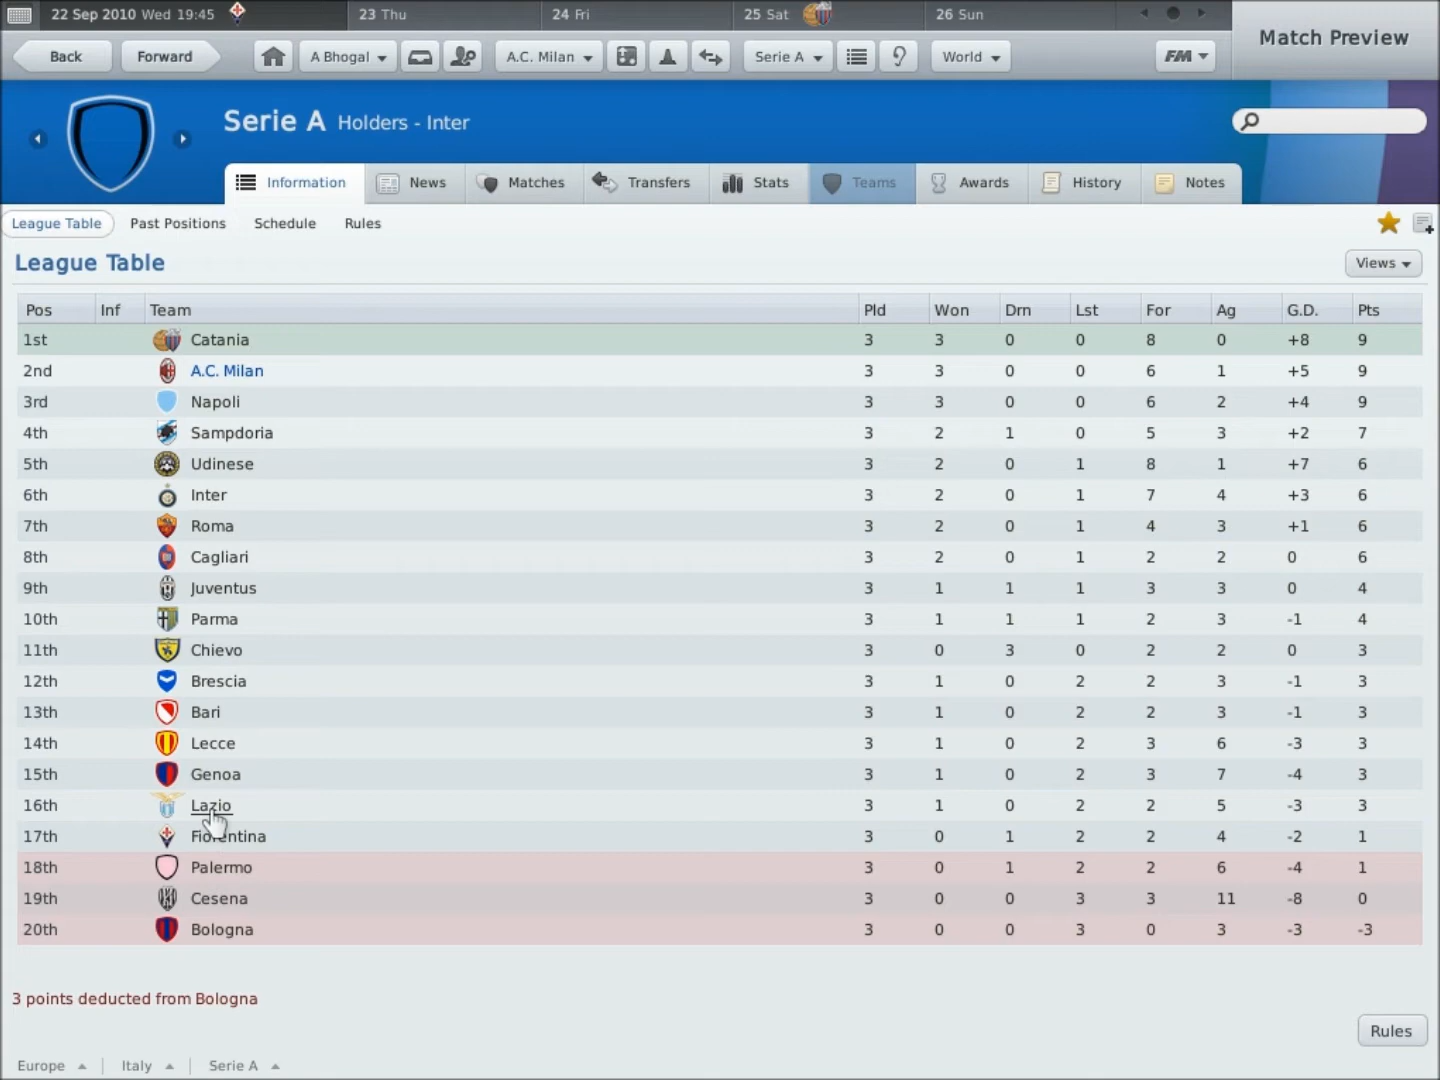 22 Sep 2010 Wed 19:45 23 Thu 24 Fri 25 Sat 26 Sun
Back Forward A Bhogal A.C. Milan Serie A World FM Match Preview
Serie A Holders - Inter
Information News Matches Transfers Stats Teams Awards History Notes
League Table Past Positions Schedule Rules
League Table Views
Pos Inf Team Pld Won Drn Lst For Ag G.D. Pts
1st Catania 3 3 0 0 8 0 +8 9
2nd A.C. Milan 3 3 0 0 6 1 +5 9
3rd Napoli 3 3 0 0 6 2 +4 9
4th Sampdoria 3 2 1 0 5 3 +2 7
5th Udinese 3 2 0 1 8 1 +7 6
6th Inter 3 2 0 1 7 4 +3 6
7th Roma 3 2 0 1 4 3 +1 6
8th Cagliari 3 2 0 1 2 2 0 6
9th Juventus 3 1 1 1 3 3 0 4
10th Parma 3 1 1 1 2 3 -1 4
11th Chievo 3 0 3 0 2 2 0 3
12th Brescia 3 1 0 2 2 3 -1 3
13th Bari 3 1 0 2 2 3 -1 3
14th Lecce 3 1 0 2 3 6 -3 3
15th Genoa 3 1 0 2 3 7 -4 3
16th Lazio 3 1 0 2 2 5 -3 3
17th Fiorentina 3 0 1 2 2 4 -2 1
18th Palermo 3 0 1 2 2 6 -4 1
19th Cesena 3 0 0 3 3 11 -8 0
20th Bologna 3 0 0 3 0 3 -3 -3
3 points deducted from Bologna
Rules
Europe Italy Serie A